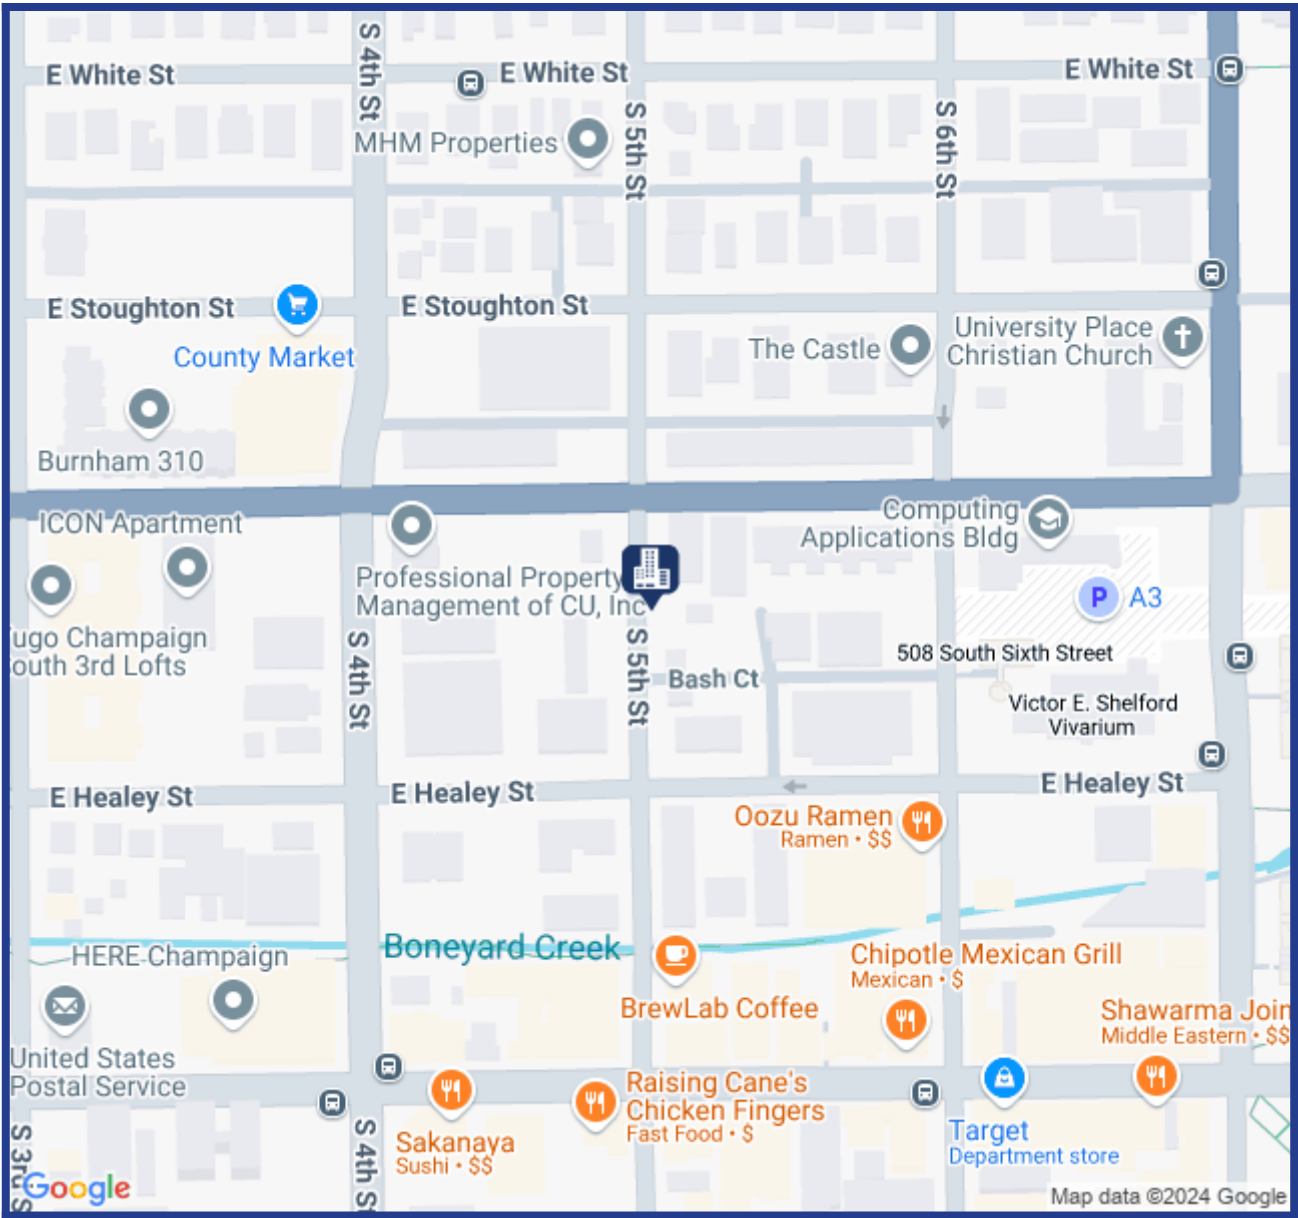 E White St
S 4th St
E White St
E White St
MHM Properties
S 5th St
S 6th St
E Stoughton St
E Stoughton St
County Market
The Castle
University Place
Christian Church
Burnham 310
ICON Apartment
Computing
Applications Bldg
Professional Property
Management of CU, Inc
P
A3
ugo Champaign
outh 3rd Lofts
S 4th St
S 5th St
Bash Ct
508 South Sixth Street
Victor E. Shelford
Vivarium
E Healey St
E Healey St
E Healey St
Oozu Ramen
Ramen • $$
HERE Champaign
Boneyard Creek
BrewLab Coffee
Chipotle Mexican Grill
Mexican • $
Shawarma Join
Middle Eastern • $$
United States
Postal Service
Raising Cane's
Chicken Fingers
Fast Food • $
Sakanaya
Sushi • $$
Target
Department store
S 3rd S
S 4th St
Google
Map data ©2024 Google